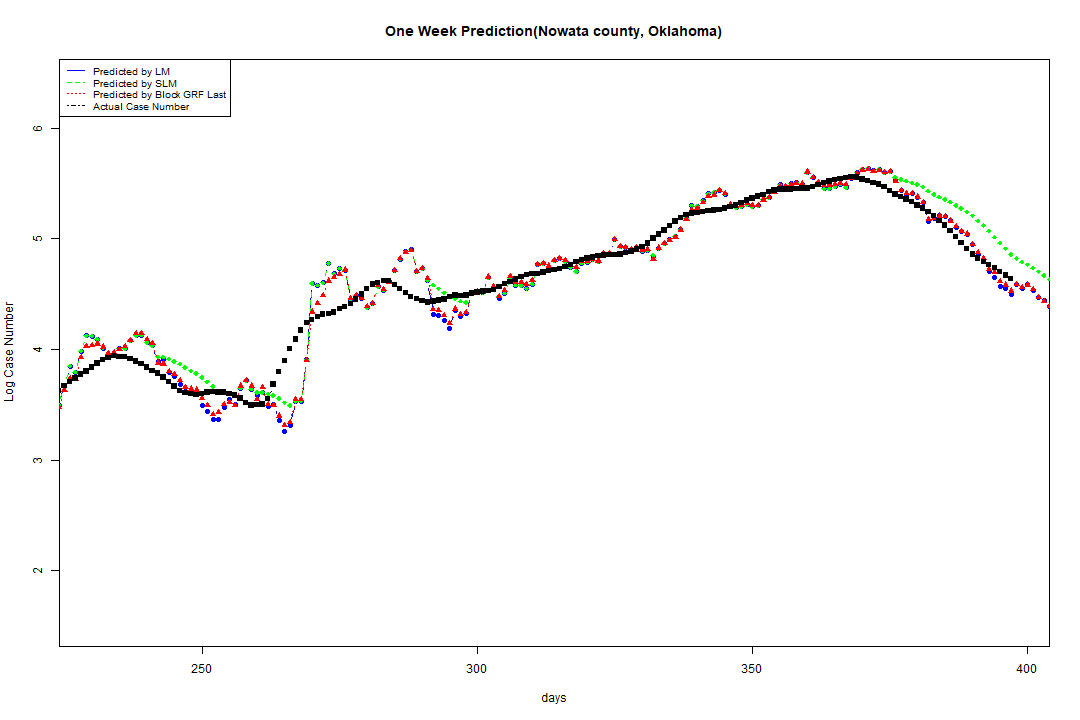 One Week Prediction(Nowata county, Oklahoma)
Predicted by LM
Predicted by SLM
Predicted by Block GRF Last
Actual Case Number
Log Case Number
6
5
4
3
2
250 300 350 400
days